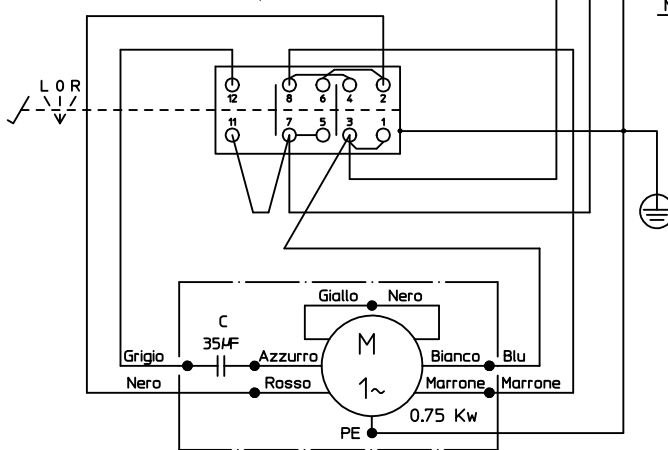 L O R
12 8 6 4 2
11 7 5 3 1
Giallo Nero
C
35µF
M
1~
Grigio Azzurro Bianco Blu
Nero Rosso Marrone Marrone
0.75 Kw
PE